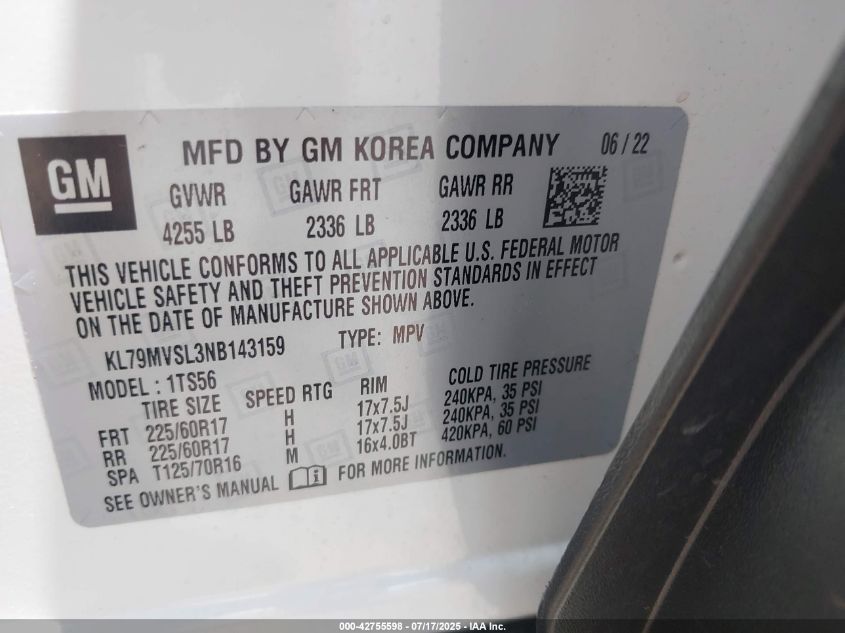 GM
MFD BY GM KOREA COMPANY 06 / 22
GVWR GAWR FRT GAWR RR
4255 LB 2336 LB 2336 LB
THIS VEHICLE CONFORMS TO ALL APPLICABLE U.S. FEDERAL MOTOR
VEHICLE SAFETY AND THEFT PREVENTION STANDARDS IN EFFECT
ON THE DATE OF MANUFACTURE SHOWN ABOVE.
KL79MVSL3NB143159 TYPE: MPV
MODEL : 1TS56
TIRE SIZE SPEED RTG RIM COLD TIRE PRESSURE
FRT 225/60R17 H 17x7.5J 240KPA, 35 PSI
RR 225/60R17 H 17x7.5J 240KPA, 35 PSI
SPA T125/70R16 M 16x4.0BT 420KPA, 60 PSI
SEE OWNER'S MANUAL i FOR MORE INFORMATION.
000-42755598 - 07/17/2025 - IAA Inc.